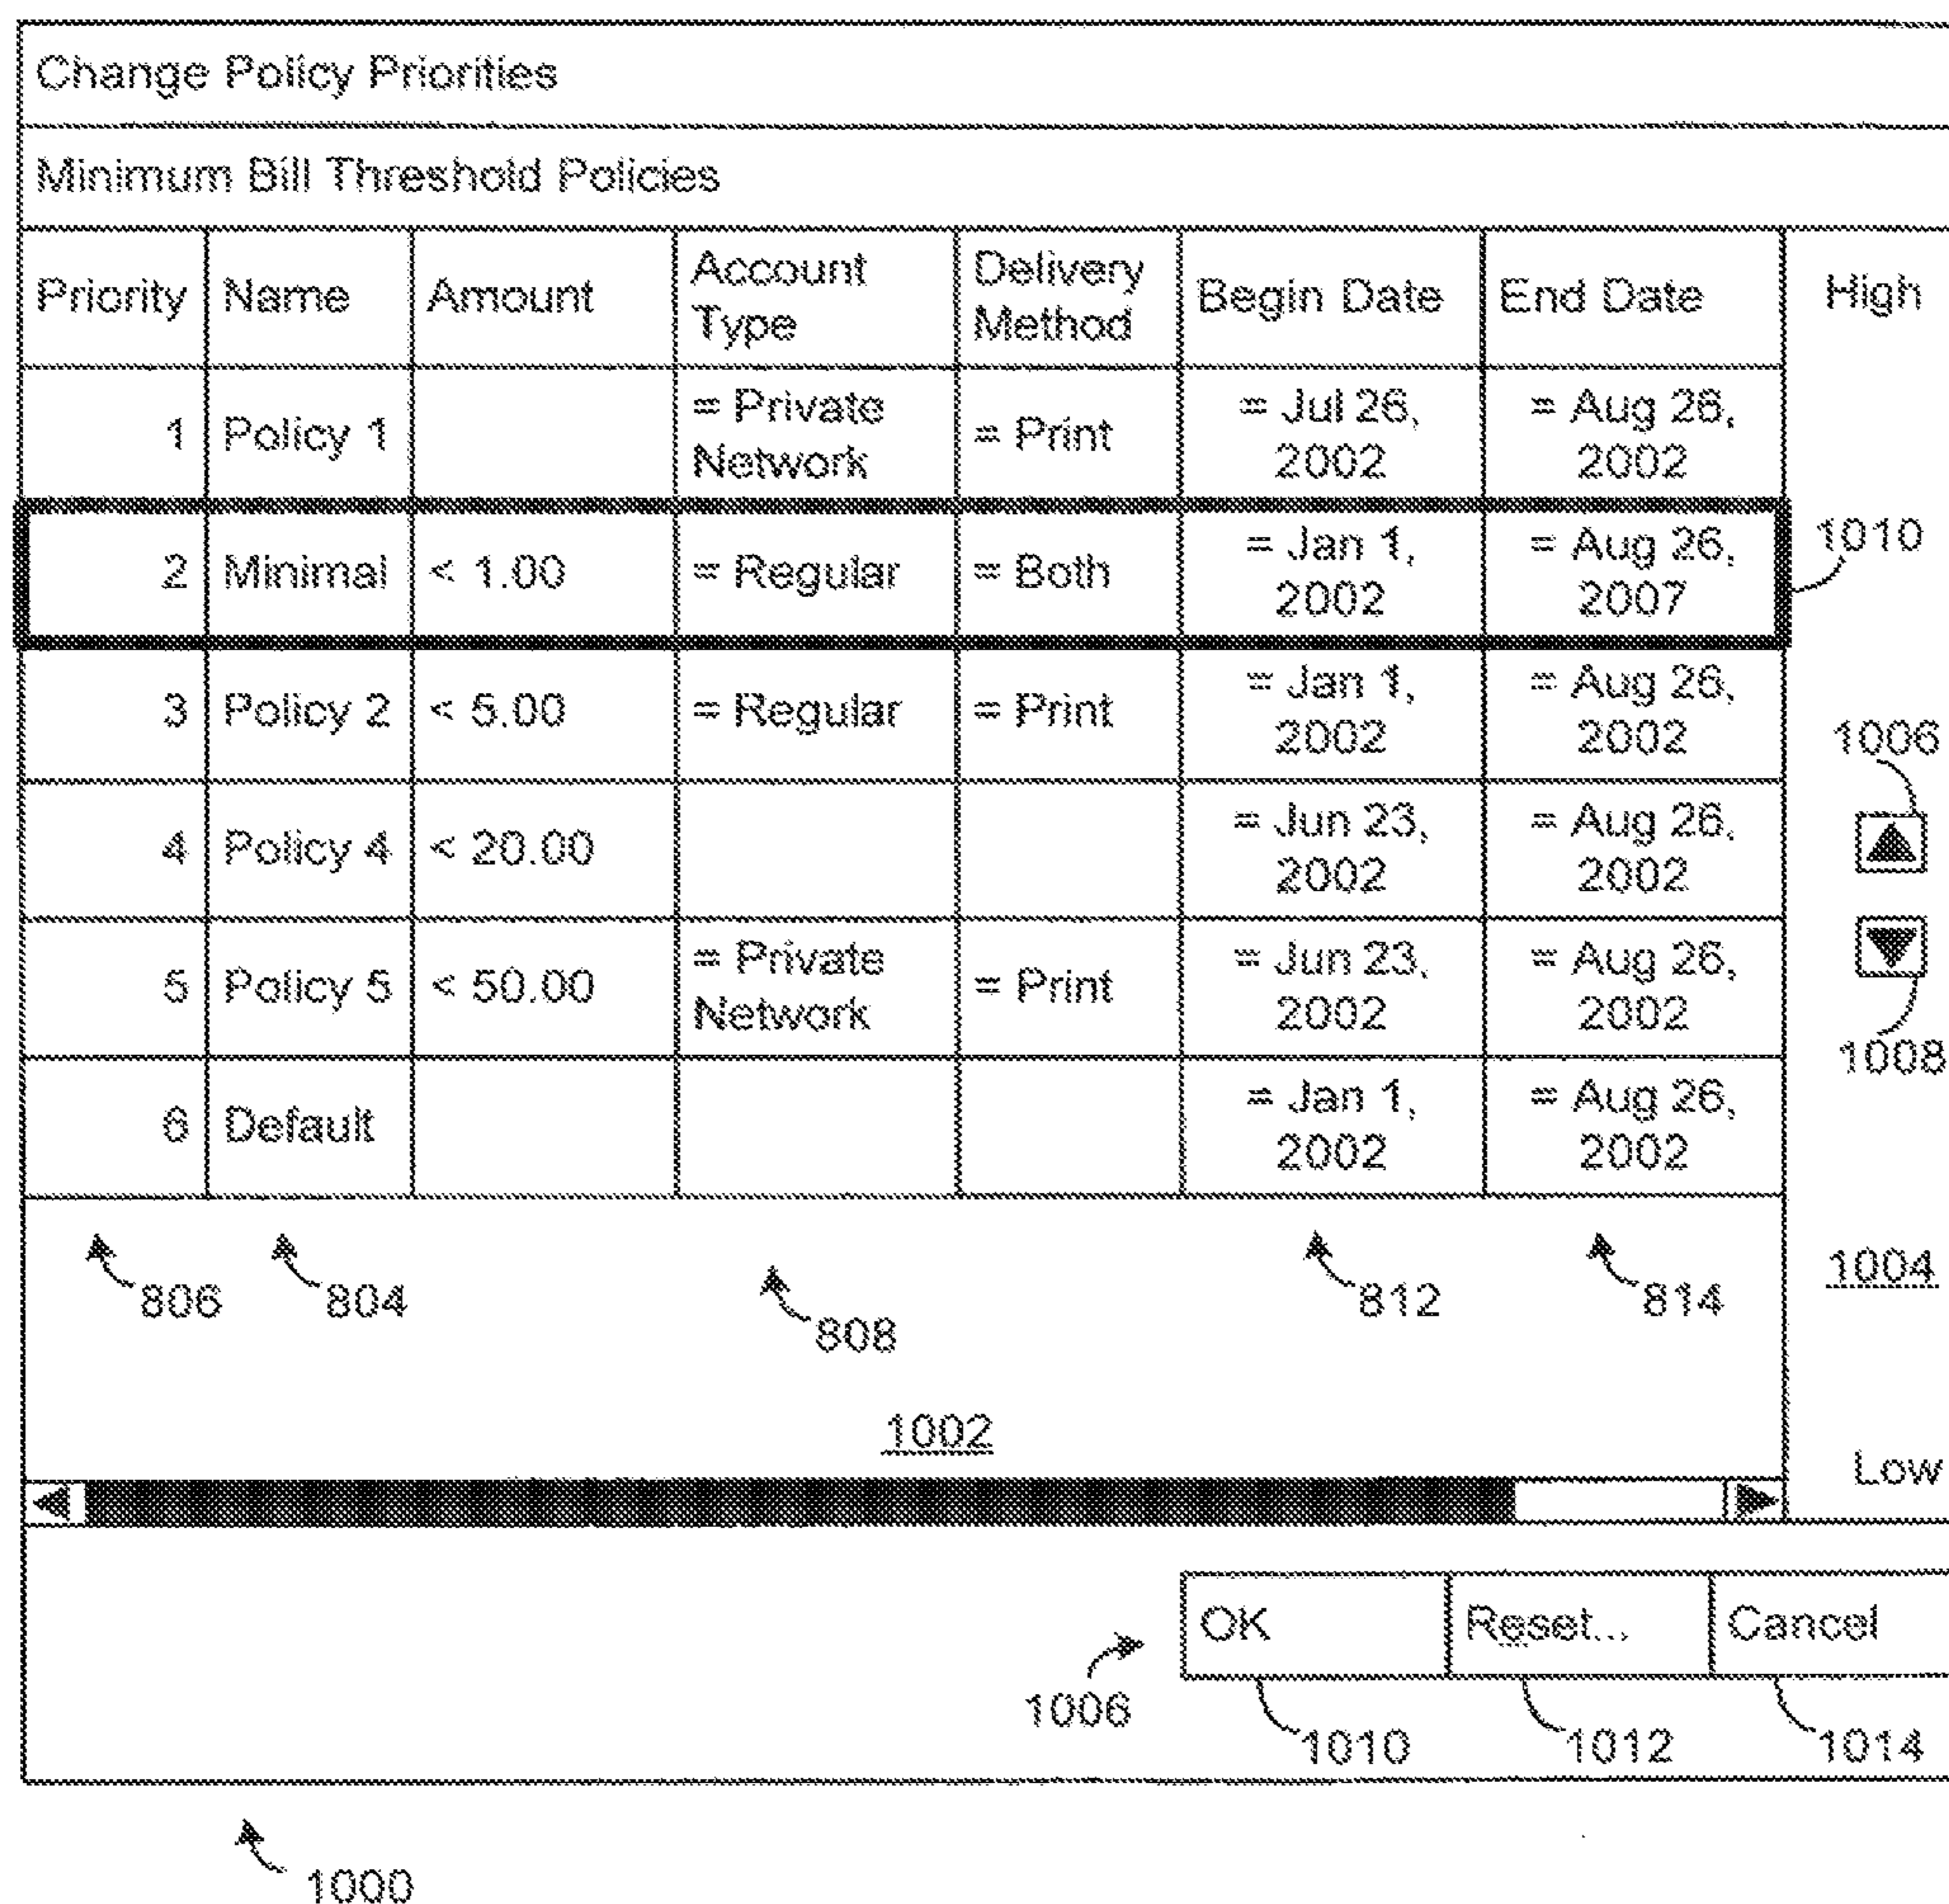 Change Policy Priorities
Minimum Bill Threshold Policies
Priority Name Amount Account Type Delivery Method Begin Date End Date High
1 Policy 1 = Private Network = Print = Jul 26, 2002 = Aug 26, 2002
2 Minimal < 1.00 = Regular = Both = Jan 1, 2002 = Aug 26, 2007
1010
3 Policy 2 < 5.00 = Regular = Print = Jan 1, 2002 = Aug 26, 2002
1006
4 Policy 4 < 20.00 = Jun 23, 2002 = Aug 26, 2002
5 Policy 5 < 50.00 = Private Network = Print = Jun 23, 2002 = Aug 26, 2002
1008
6 Default = Jan 1, 2002 = Aug 26, 2002
806 804 808 812 814 1004
1002
Low
OK Reset... Cancel
1006 1010 1012 1014
1000